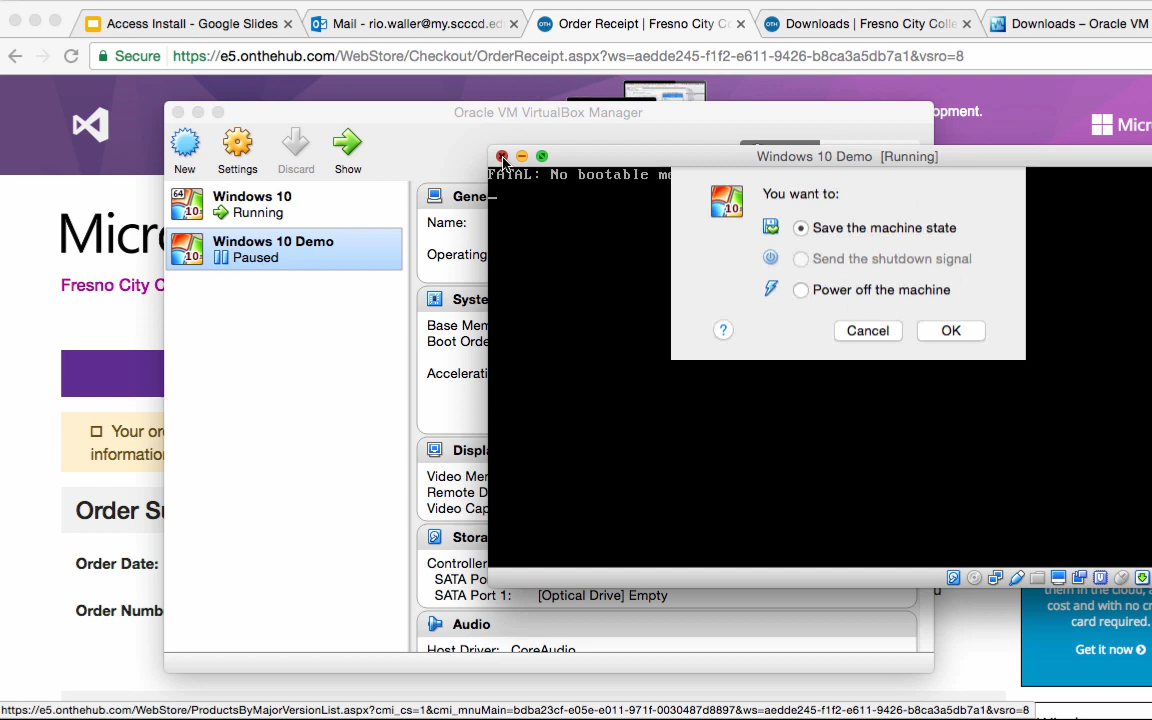 Access Install - Google Slides
Mail - rio.waller@my.scccd.ed
Order Receipt | Fresno City C
Downloads | Fresno City Colle
Downloads – Oracle VM
Secure
https://e5.onthehub.com/WebStore/Checkout/OrderReceipt.aspx?ws=aedde245-f1f2-e611-9426-b8ca3a5db7a1&vsro=8
opment.
Micr
Oracle VM VirtualBox Manager
New
Settings
Discard
Show
Windows 10 Demo [Running]
FATAL: No bootable me
You want to:
Save the machine state
Send the shutdown signal
Power off the machine
?
Cancel
OK
64
10
Windows 10
Running
10
Windows 10 Demo
Paused
Gene
Name:
Operating
Syste
Base Mem
Boot Orde
Accelerati
Displa
Video Mem
Remote D
Video Cap
Stora
Controller
SATA Po
SATA Port 1: [Optical Drive] Empty
Audio
Host Driver: CoreAudio
Micr
Fresno City C
Your or
informatio
Order Su
Order Date:
Order Numb
them in the cloud, a
cost and with no cr
card required.
Get it now
https://e5.onthehub.com/WebStore/ProductsByMajorVersionList.aspx?cmi_cs=1&cmi_mnuMain=bdba23cf-e05e-e011-971f-0030487d8897&ws=aedde245-f1f2-e611-9426-b8ca3a5db7a1&vsro=8